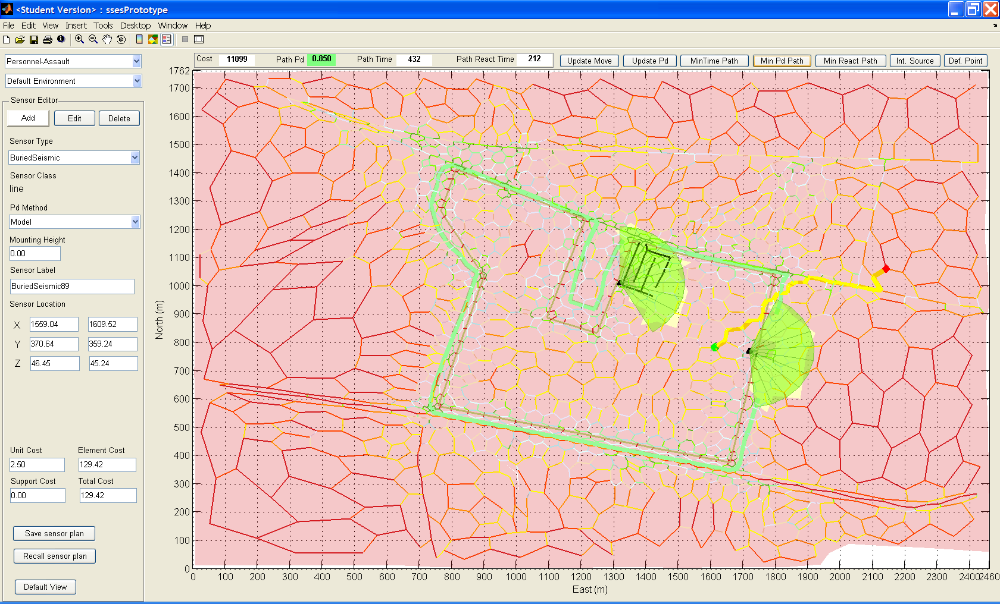 <Student Version> : ssesPrototype
File Edit View Insert Tools Desktop Window Help
Personnel-Assault
Default Environment
Cost 11099 Path Pd 0.850 Path Time 432 Path React Time 212
Update Move Update Pd MinTime Path Min Pd Path Min React Path Int. Source Def. Point
Sensor Editor
Add Edit Delete
Sensor Type
BuriedSeismic
Sensor Class
line
Pd Method
Model
Mounting Height
0.00
Sensor Label
BuriedSeismic89
Sensor Location
X 1559.04 1609.52
Y 370.64 359.24
Z 46.45 45.24
Unit Cost Element Cost
2.50 129.42
Support Cost Total Cost
0.00 129.42
Save sensor plan
Recall sensor plan
Default View
1762
1700
1600
1500
1400
1300
1200
1100
1000
900
800
700
600
500
400
300
200
100
0
North (m)
0 100 200 300 400 500 600 700 800 900 1000 1100 1200 1300 1400 1500 1600 1700 1800 1900 2000 2100 2200 2300 2400 2460
East (m)